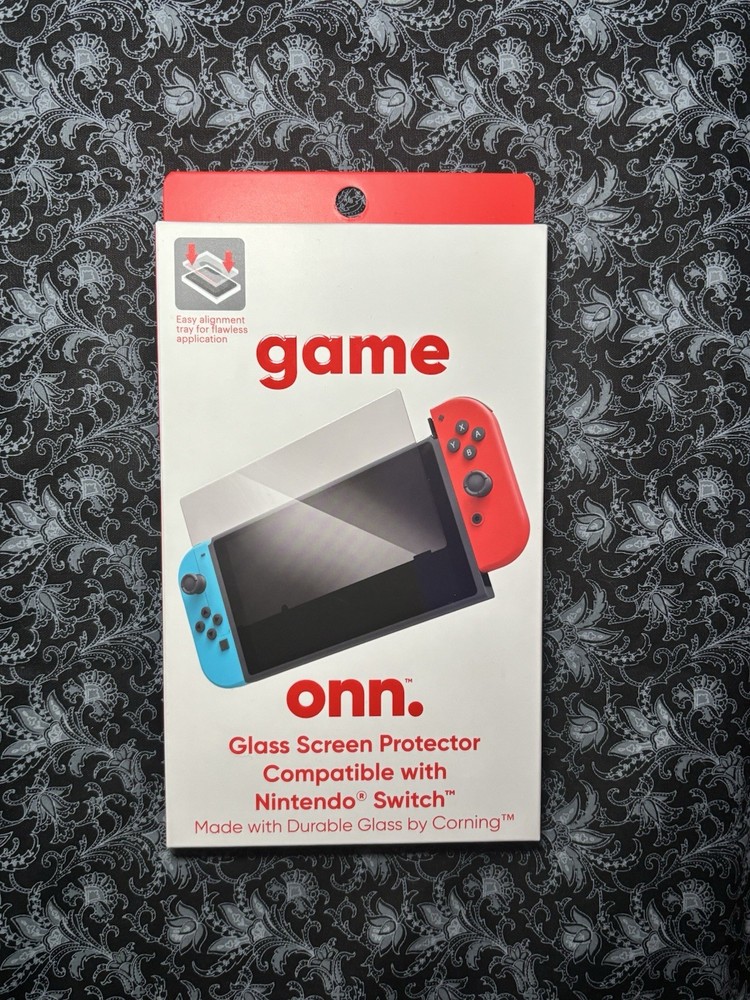 Easy alignment
tray for flawless
application
game
X
A
Y
B
onn.™
Glass Screen Protector
Compatible with
Nintendo® Switch™
Made with Durable Glass by Corning™